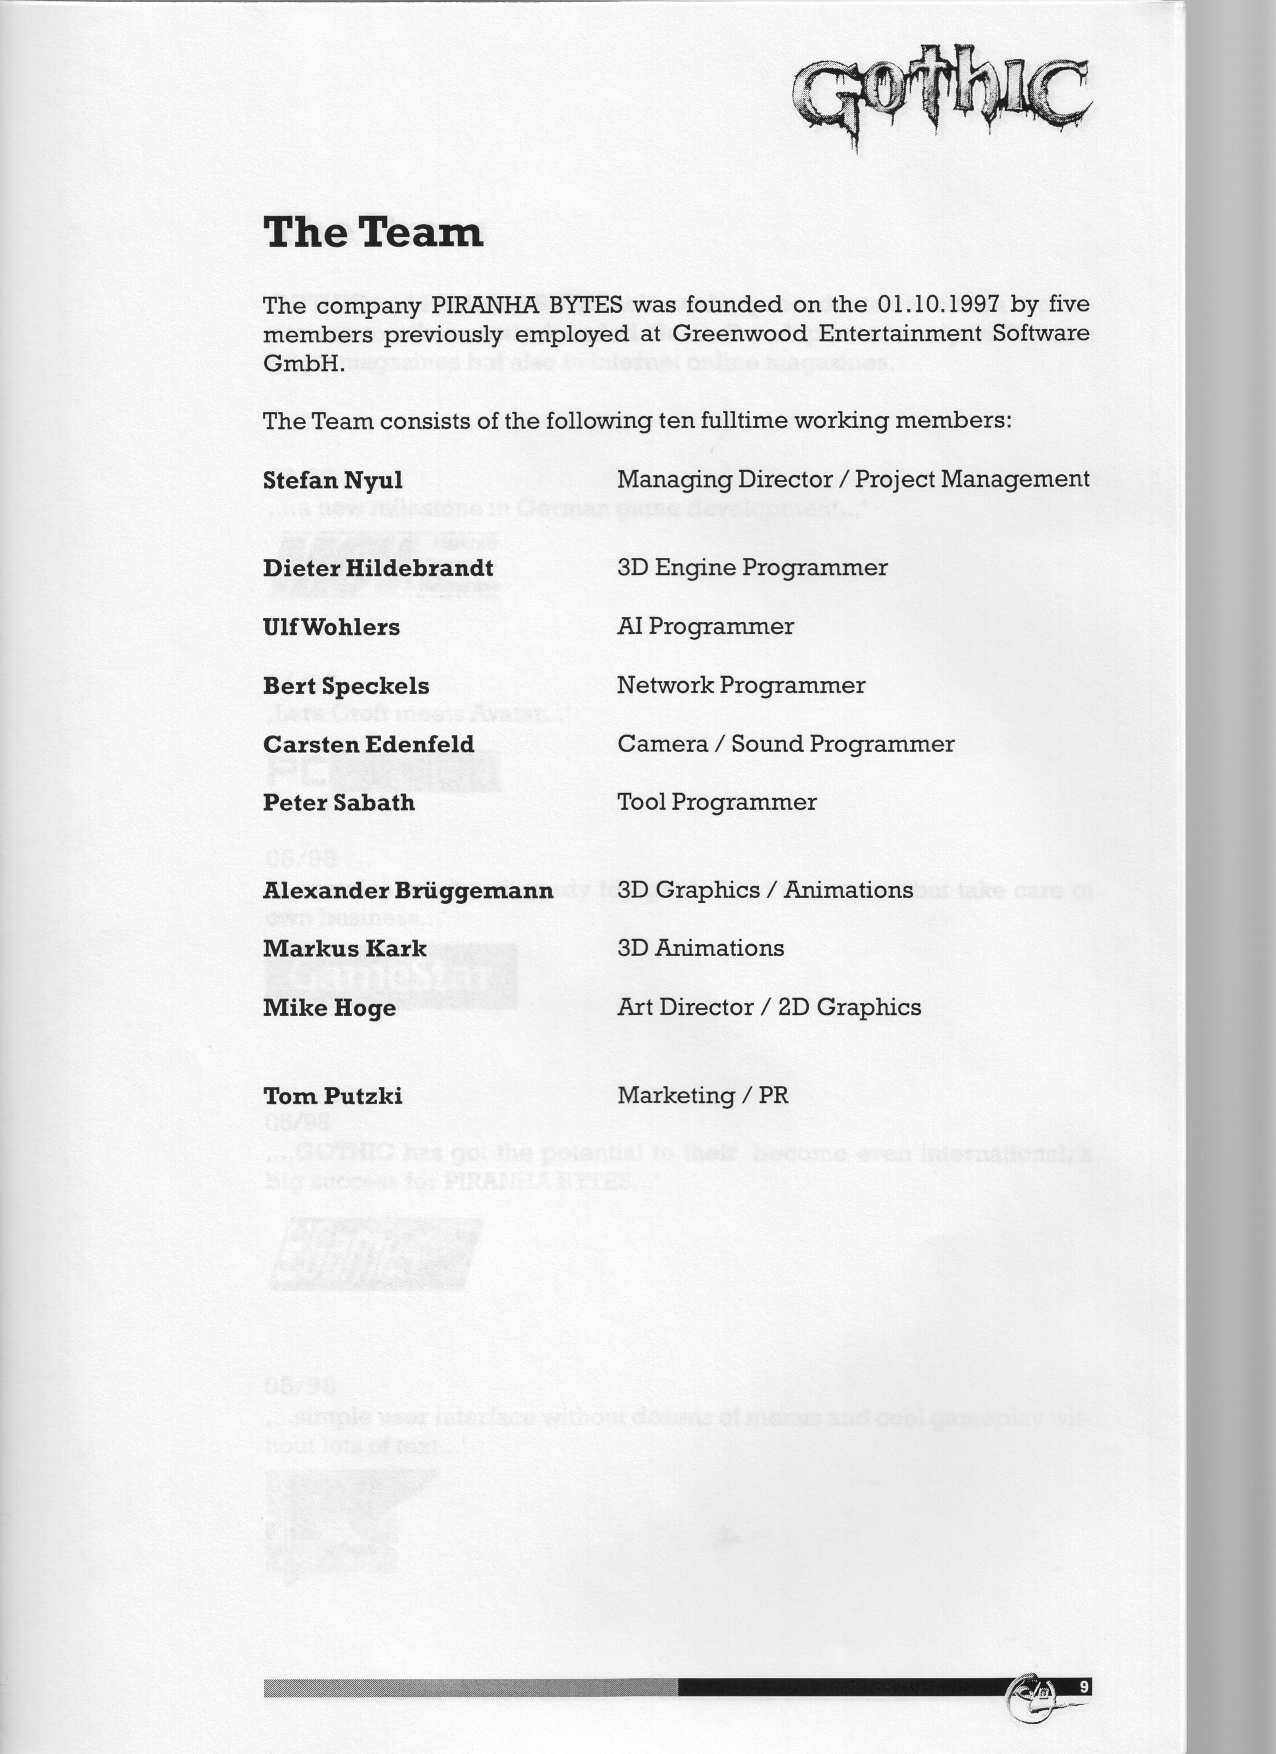 GOTHIC
The Team
The company PIRANHA BYTES was founded on the 01.10.1997 by five
members previously employed at Greenwood Entertainment Software
GmbH.
The Team consists of the following ten fulltime working members:
Stefan Nyul Managing Director / Project Management
Dieter Hildebrandt 3D Engine Programmer
Ulf Wohlers AI Programmer
Bert Speckels Network Programmer
Carsten Edenfeld Camera / Sound Programmer
Peter Sabath Tool Programmer
Alexander Brüggemann 3D Graphics / Animations
Markus Kark 3D Animations
Mike Hoge Art Director / 2D Graphics
Tom Putzki Marketing / PR
9